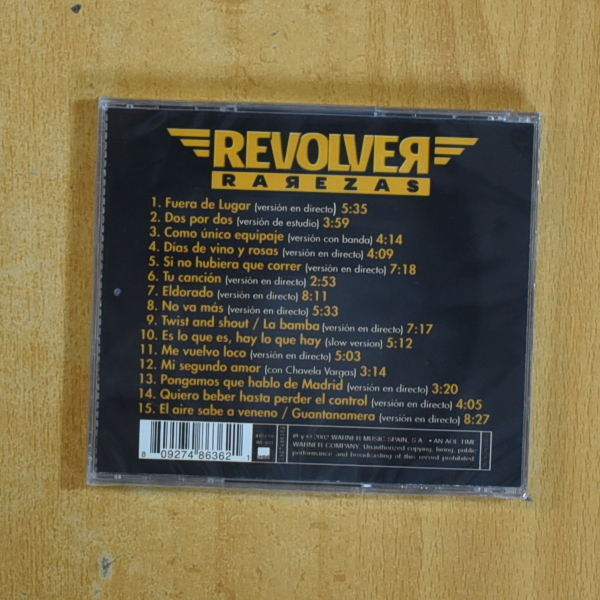 REVOLVER
RAREZAS
1. Fuera de Lugar (versión en directo) 5:35
2. Dos por dos (versión de estudio) 3:59
3. Como único equipaje (versión con banda) 4:14
4. Días de vino y rosas (versión en directo) 4:09
5. Si no hubiera que correr (versión en directo) 7:18
6. Tu canción (versión en directo) 2:53
7. Eldorado (versión en directo) 8:11
8. No va más (versión en directo) 5:33
9. Twist and shout / La bamba (versión en directo) 7:17
10. Es lo que es, hay lo que hay (slow version) 5:12
11. Me vuelvo loco (versión en directo) 5:03
12. Mi segundo amor (con Chavela Vargas) 3:14
13. Pongamos que hablo de Madrid (versión en directo) 3:20
14. Quiero beber hasta perder el control (versión en directo) 4:05
15. El aire sabe a veneno / Guantanamera (versión en directo) 8:27
℗ y © 2002 WARNER MUSIC SPAIN, S.A. • AN AOL TIME
WARNER COMPANY. Unauthorized copying, hiring, public
performance and broadcasting of this record prohibited
8 09274 86362 1